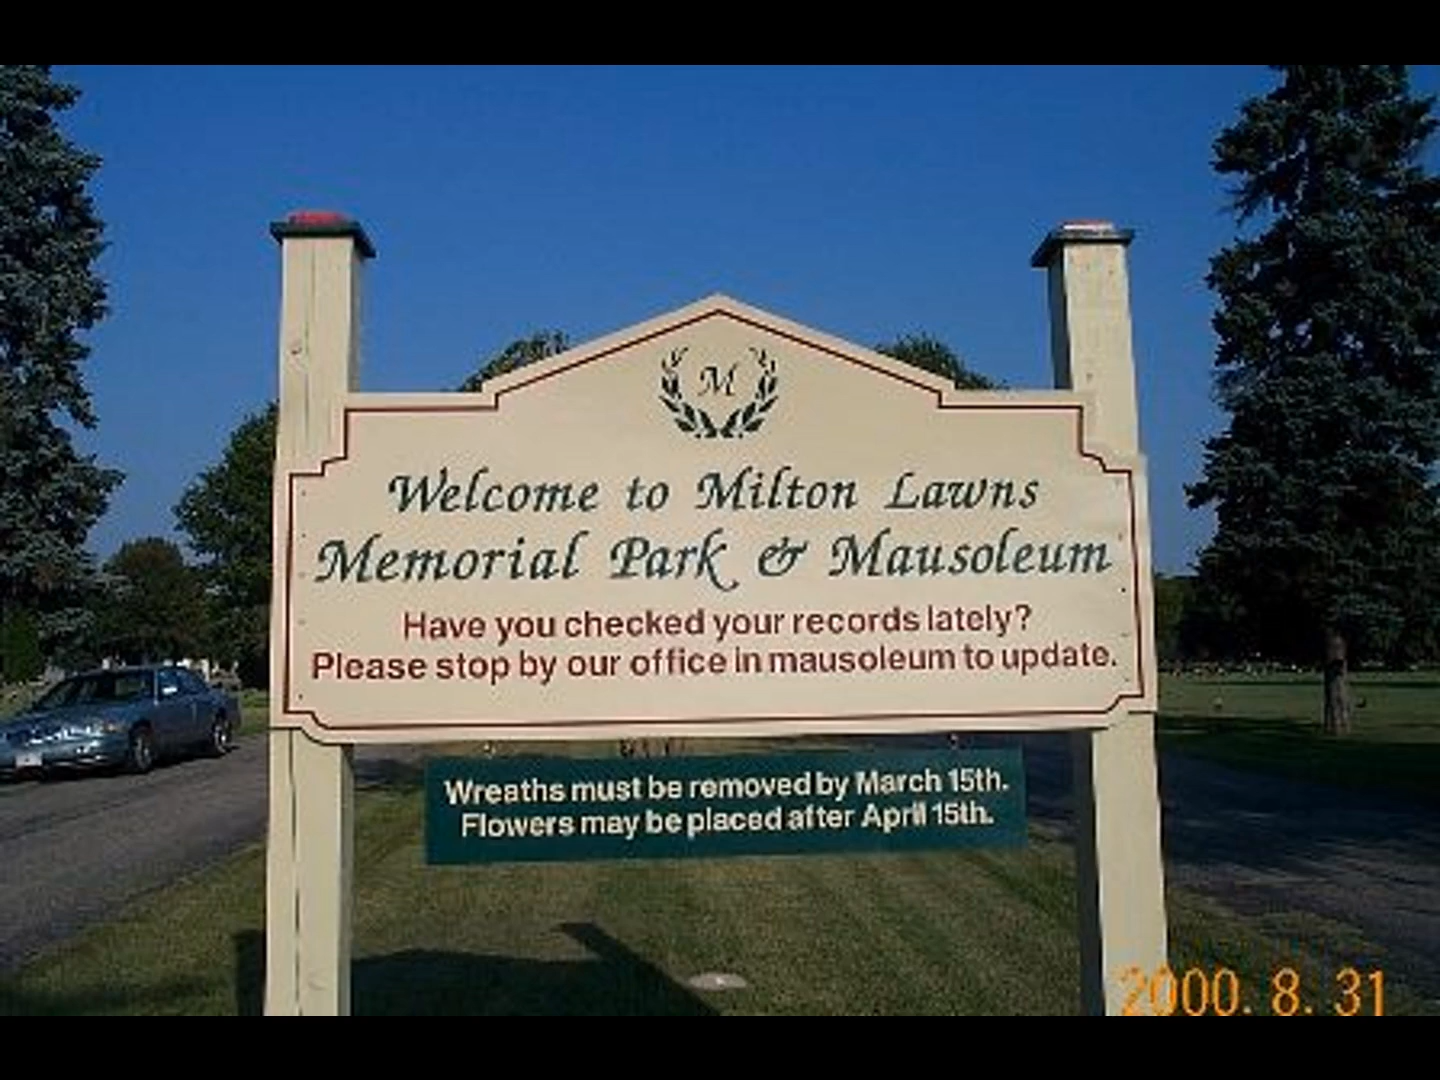 M
Welcome to Milton Lawns
Memorial Park & Mausoleum
Have you checked your records lately?
Please stop by our office in mausoleum to update.
Wreaths must be removed by March 15th.
Flowers may be placed after April 15th.
2000. 8. 31